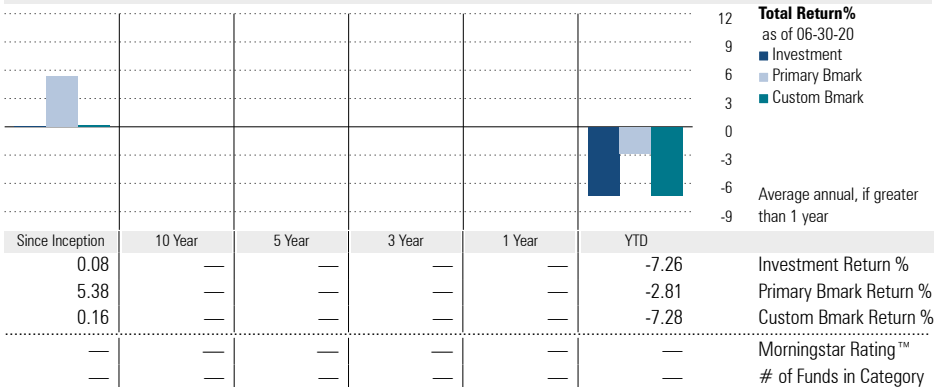 12
9
6
3
0
-3
-6
-9
Total Return%
as of 06-30-20
Investment
Primary Bmark
Custom Bmark
Average annual, if greater
than 1 year
Since Inception 10 Year 5 Year 3 Year 1 Year YTD
0.08 — — — — -7.26 Investment Return %
5.38 — — — — -2.81 Primary Bmark Return %
0.16 — — — — -7.28 Custom Bmark Return %
— — — — — — Morningstar Rating™
— — — — — — # of Funds in Category